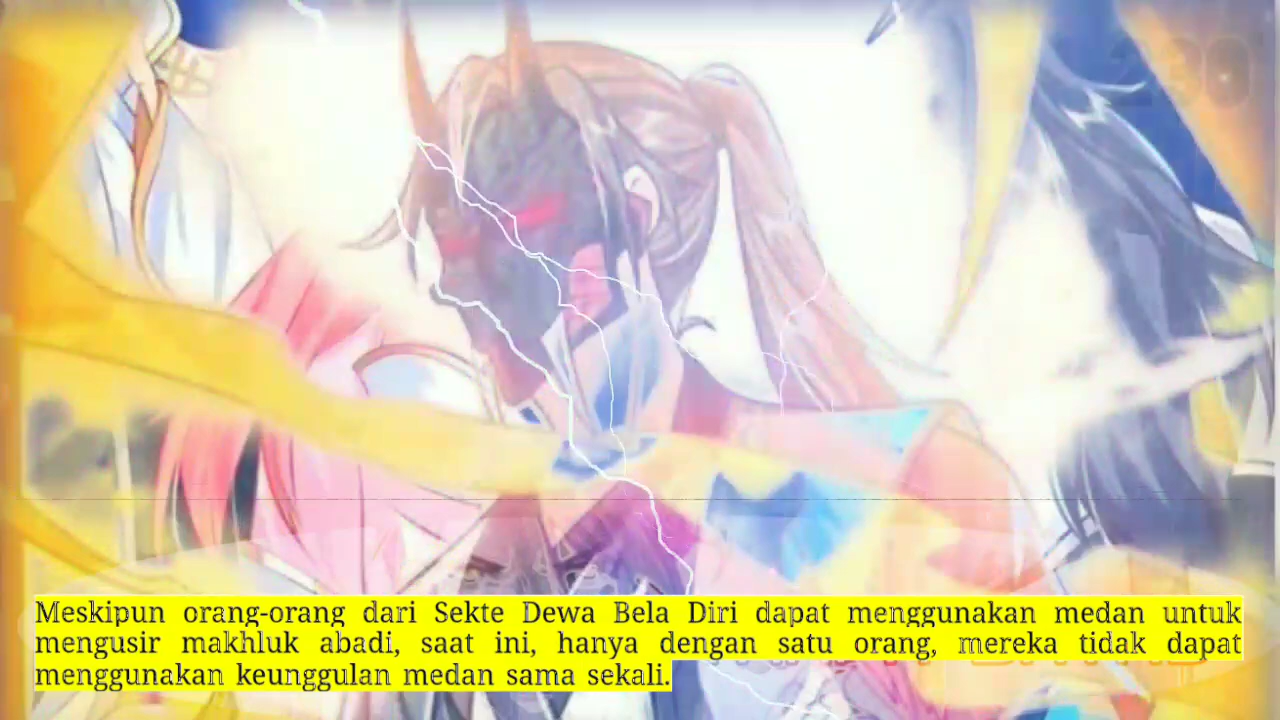 230
Meskipun orang-orang dari Sekte Dewa Bela Diri dapat menggunakan medan untuk
mengusir makhluk abadi, saat ini, hanya dengan satu orang, mereka tidak dapat
menggunakan keunggulan medan sama sekali.